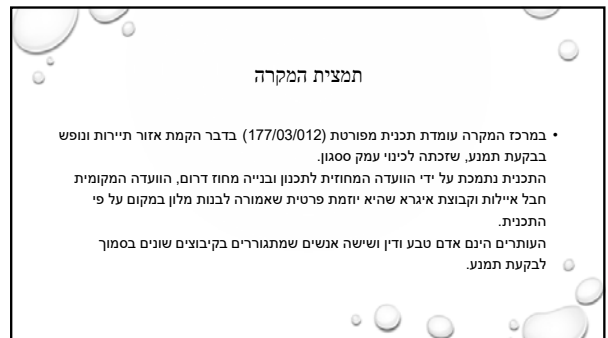 תמצית המקרה
• במרכז המקרה עומדת תכנית מפורטת (177/03/012) בדבר הקמת אזור תיירות ונופש
בבקעת תמנע, שזכתה לכינוי עמק ססגון.
התכנית נתמכת על ידי הוועדה המחוזית לתכנון ובנייה מחוז דרום, הוועדה המקומית
חבל איילות וקבוצת איגרא שהיא יוזמת פרטית שאמורה לבנות מלון במקום על פי
התכנית.
העותרים הינם אדם טבע ודין ושישה אנשים שמתגוררים בקיבוצים שונים בסמוך
לבקעת תמנע.